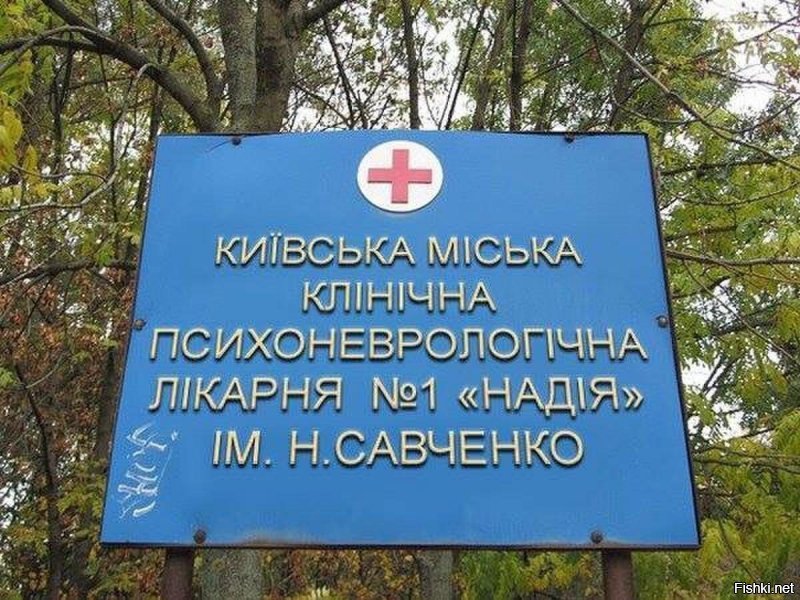 КИЇВСЬКА МІСЬКА
КЛІНІЧНА
ПСИХОНЕВРОЛОГІЧНА
ЛІКАРНЯ №1 «НАДІЯ»
ІМ. Н.САВЧЕНКО
Fishki.net